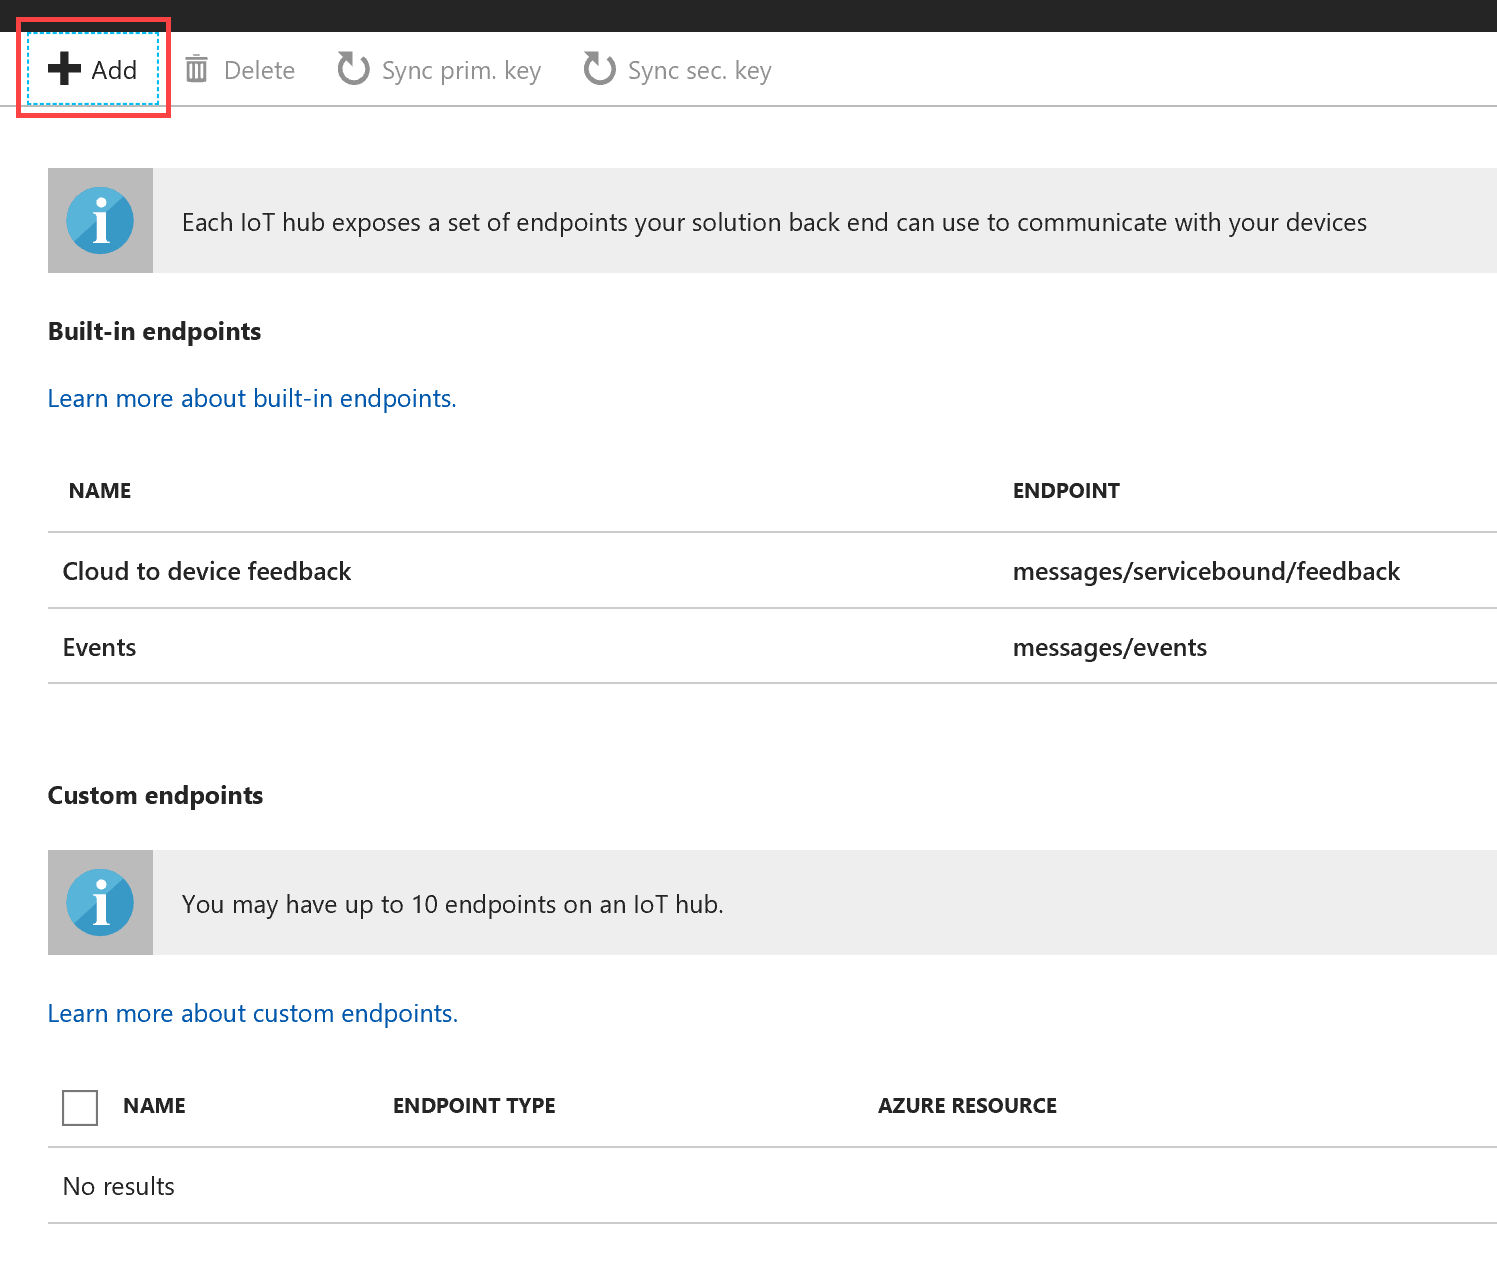 Add Delete Sync prim. key Sync sec. key
Each IoT hub exposes a set of endpoints your solution back end can use to communicate with your devices
Built-in endpoints
Learn more about built-in endpoints.
NAME ENDPOINT
Cloud to device feedback messages/servicebound/feedback
Events messages/events
Custom endpoints
You may have up to 10 endpoints on an IoT hub.
Learn more about custom endpoints.
NAME ENDPOINT TYPE AZURE RESOURCE
No results